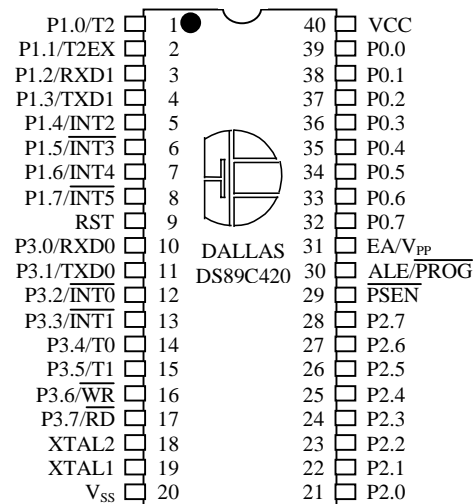 P1.0/T2 1 40 VCC
P1.1/T2EX 2 39 P0.0
P1.2/RXD1 3 38 P0.1
P1.3/TXD1 4 37 P0.2
P1.4/INT2 5 36 P0.3
P1.5/INT3 6 35 P0.4
P1.6/INT4 7 34 P0.5
P1.7/INT5 8 33 P0.6
RST 9 32 P0.7
P3.0/RXD0 10 DALLAS 31 EA/VPP
P3.1/TXD0 11 DS89C420 30 ALE/PROG
P3.2/INT0 12 29 PSEN
P3.3/INT1 13 28 P2.7
P3.4/T0 14 27 P2.6
P3.5/T1 15 26 P2.5
P3.6/WR 16 25 P2.4
P3.7/RD 17 24 P2.3
XTAL2 18 23 P2.2
XTAL1 19 22 P2.1
VSS 20 21 P2.0